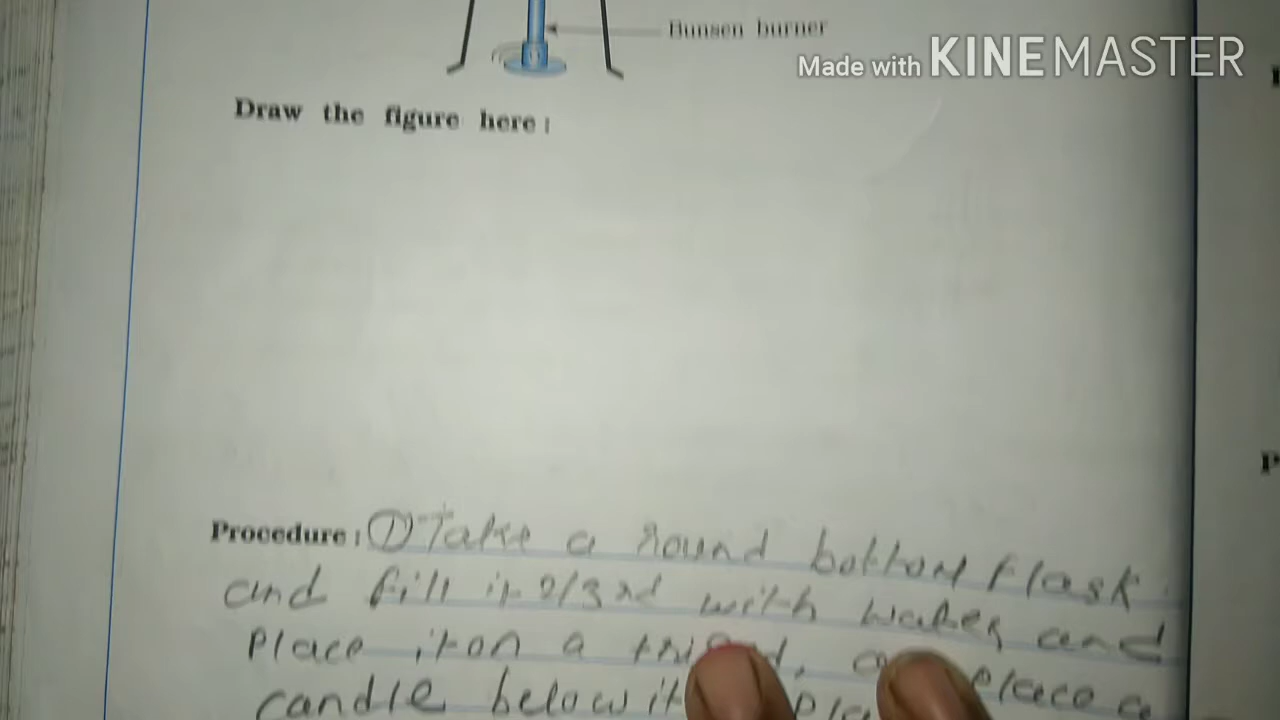 Bunsen burner
Made with KINEMASTER
Draw the figure here :
Procedure : ① Take a round bottom flask
and fill it 2/3rd with water and
Place it on a place a
candle below it